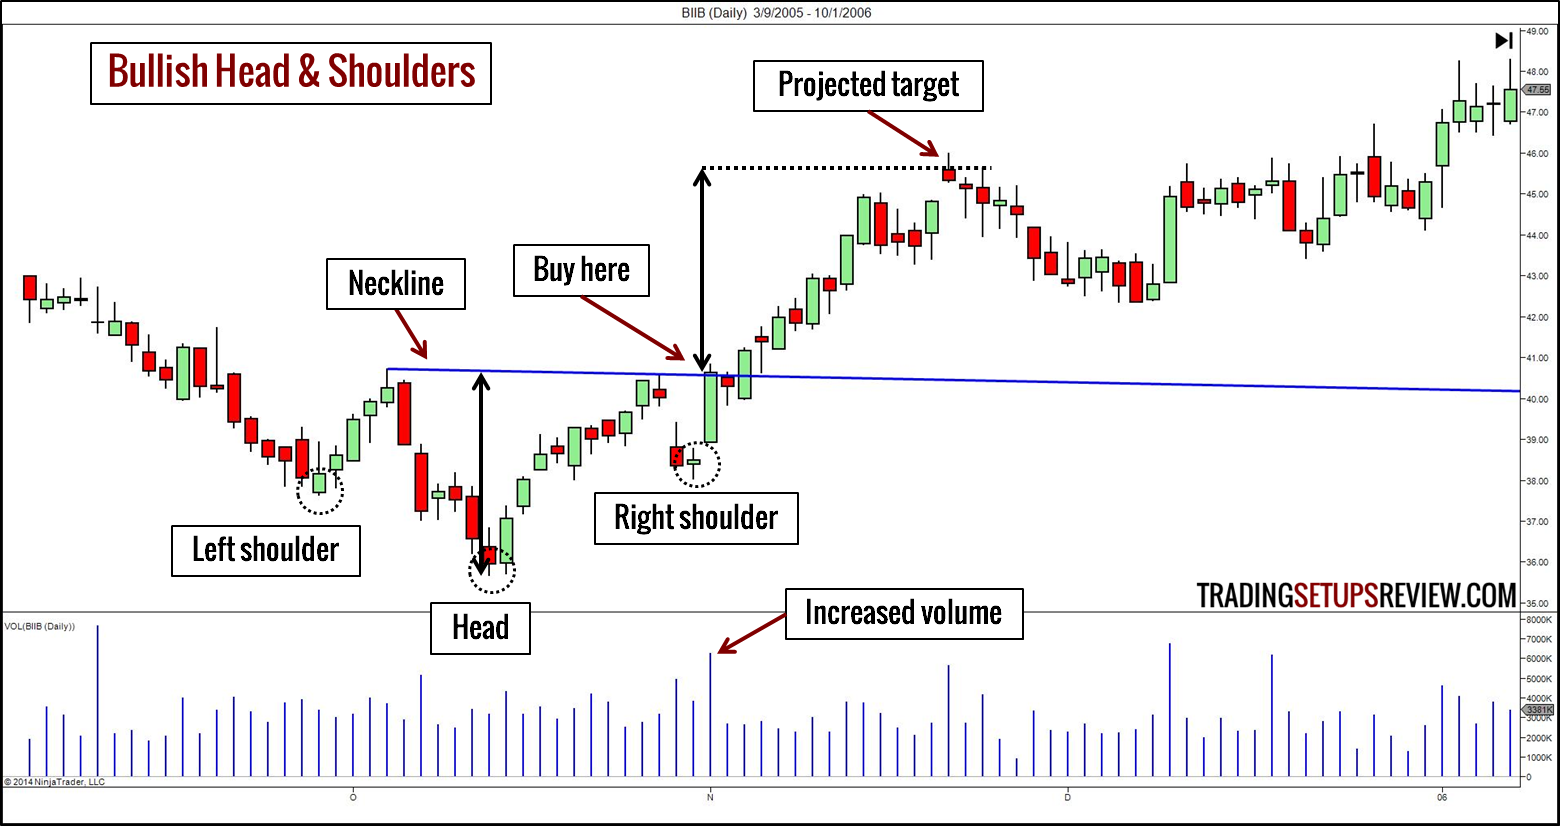 BIIB (Daily) 3/9/2005 - 10/1/2006
Bullish Head & Shoulders
Projected target
Buy here
Neckline
Left shoulder
Head
Right shoulder
Increased volume
TRADINGSETUPSREVIEW.COM
49.00
48.00
47.55
47.00
46.00
45.00
44.00
43.00
42.00
41.00
40.00
39.00
38.00
37.00
36.00
35.00
VOL(BIIB (Daily))
8000K
7000K
6000K
5000K
4000K
3381K
3000K
2000K
1000K
0
© 2014 NinjaTrader, LLC
O
N
D
06